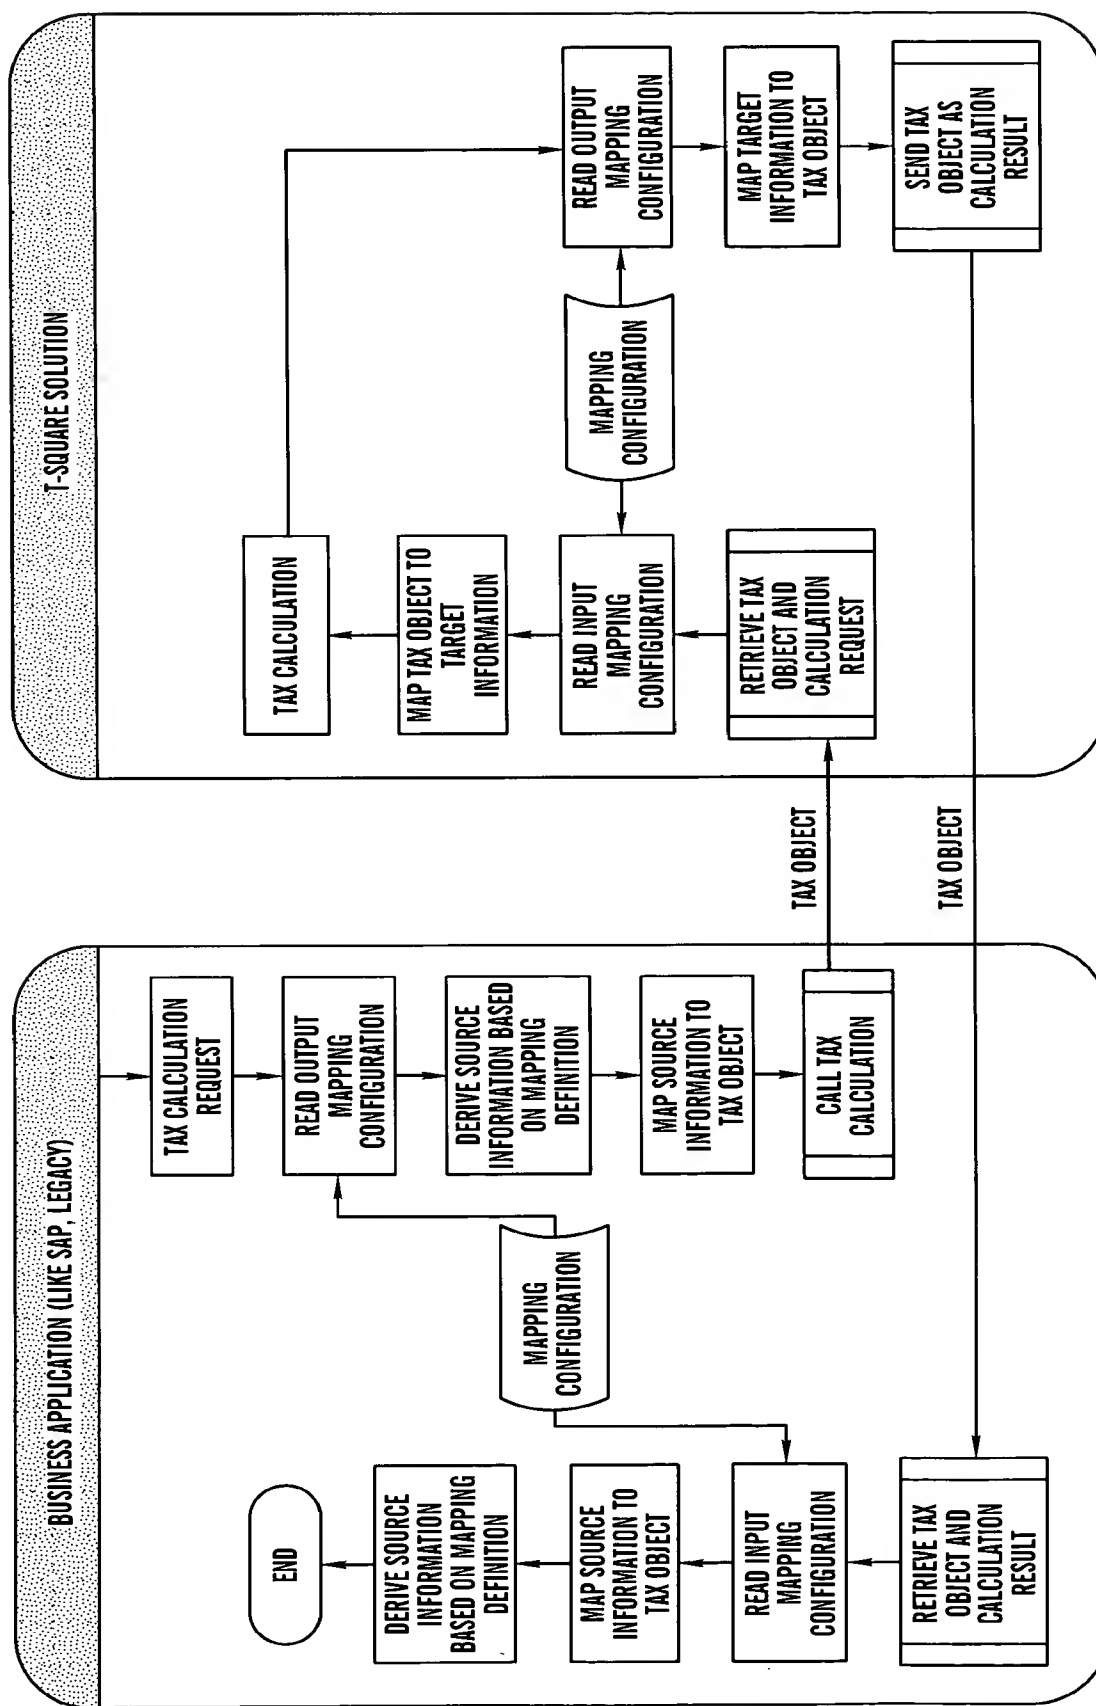 BUSINESS APPLICATION (LIKE SAP, LEGACY)
TAX CALCULATION
REQUEST
READ OUTPUT
MAPPING
CONFIGURATION
DERIVE SOURCE
INFORMATION BASED
ON MAPPING
DEFINITION
MAP SOURCE
INFORMATION TO
TAX OBJECT
CALL TAX
CALCULATION
MAPPING
CONFIGURATION
END
DERIVE SOURCE
INFORMATION
BASED ON MAPPING
DEFINITION
MAP SOURCE
INFORMATION TO
TAX OBJECT
READ INPUT
MAPPING
CONFIGURATION
RETRIEVE TAX
OBJECT AND
CALCULATION
RESULT
TAX OBJECT
TAX OBJECT
T-SQUARE SOLUTION
TAX CALCULATION
MAP TAX OBJECT TO
TARGET
INFORMATION
READ INPUT
MAPPING
CONFIGURATION
RETRIEVE TAX
OBJECT AND
CALCULATION
REQUEST
MAPPING
CONFIGURATION
READ OUTPUT
MAPPING
CONFIGURATION
MAP TARGET
INFORMATION TO
TAX OBJECT
SEND TAX
OBJECT AS
CALCULATION
RESULT